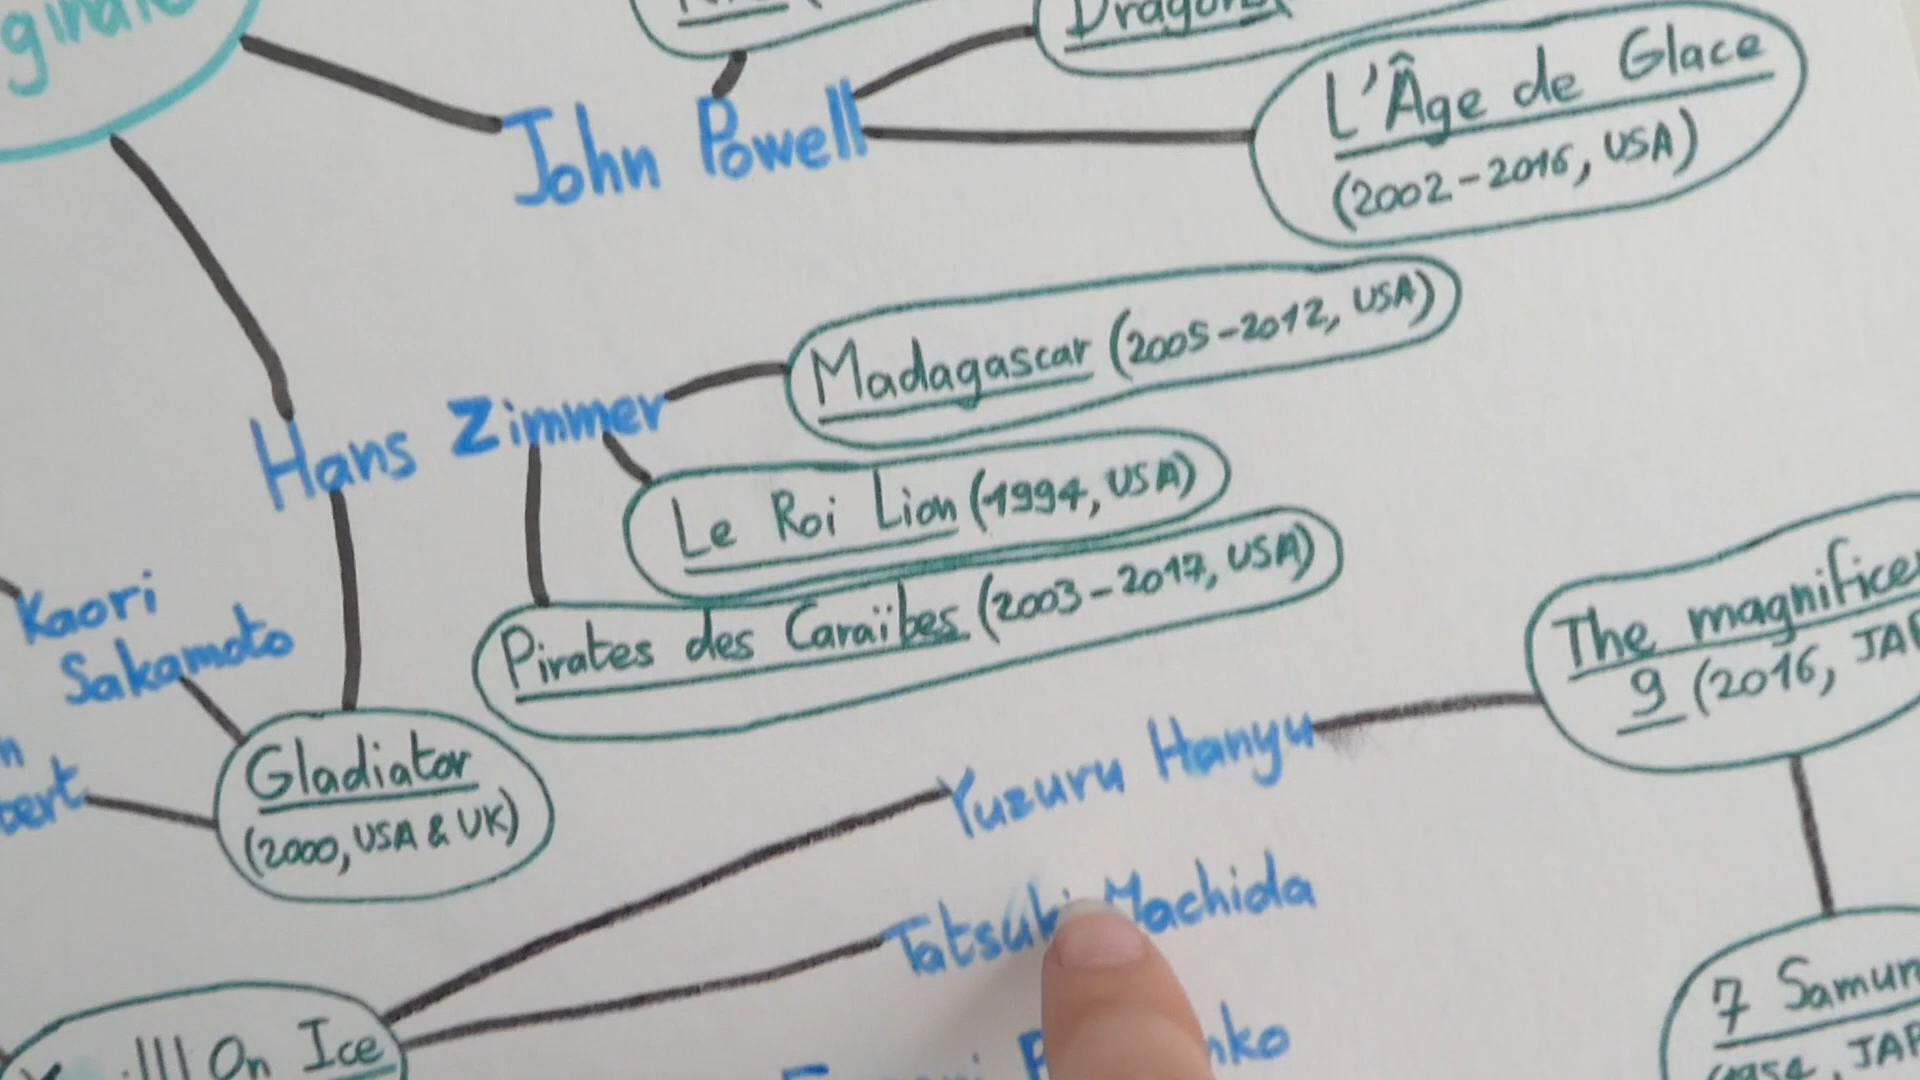 John Powell
L'Âge de Glace
(2002-2016, USA)
Madagascar (2005-2012, USA)
Hans Zimmer
Le Roi Lion (1994, USA)
Pirates des Caraïbes (2003-2017, USA)
Kaori
Sakamoto
The
9 (2016,
Yuzuru Hanyu
Gladiator
(2000, USA & UK)
Tatsuki Machida
On Ice
7